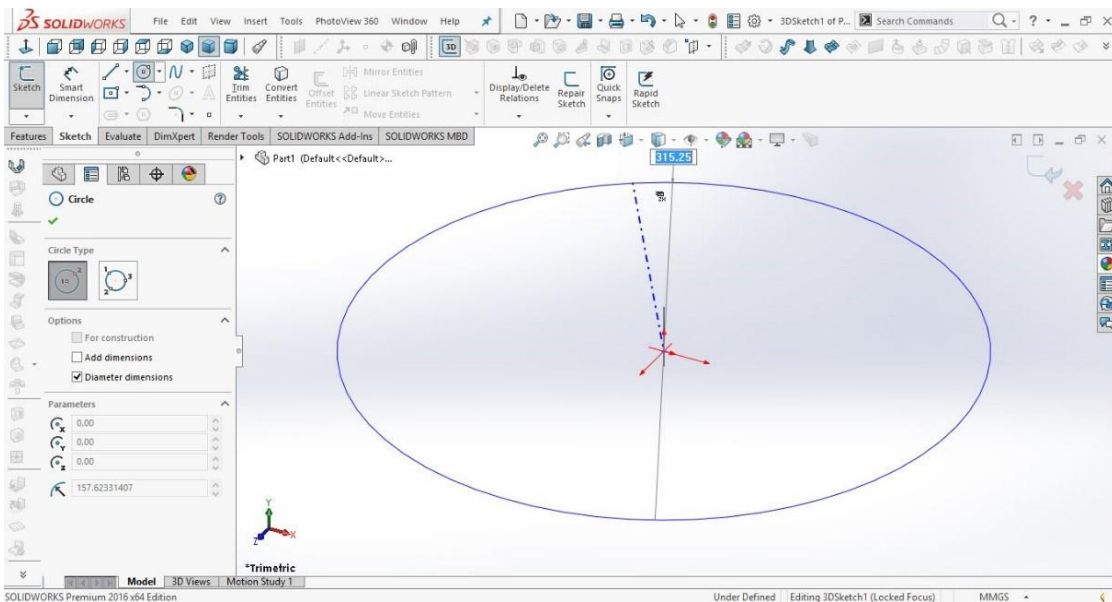 SOLIDWORKS File Edit View Insert Tools PhotoView 360 Window Help 3DSketch1 of P... Search Commands ?
3D
Sketch Smart Dimension Trim Entities Convert Entities Offset Entities Mirror Entities Linear Sketch Pattern Move Entities Display/Delete Relations Repair Sketch Quick Snaps Rapid Sketch
Features Sketch Evaluate DimXpert Render Tools SOLIDWORKS Add-Ins SOLIDWORKS MBD
Part1 (Default<<Default>...
315.25
Circle
Circle Type
Options
For construction
Add dimensions
Diameter dimensions
Parameters
0.00
0.00
0.00
157.62331407
Y
X
Z
*Trimetric
Model 3D Views Motion Study 1
SOLIDWORKS Premium 2016 x64 Edition Under Defined Editing 3DSketch1 (Locked Focus) MMGS